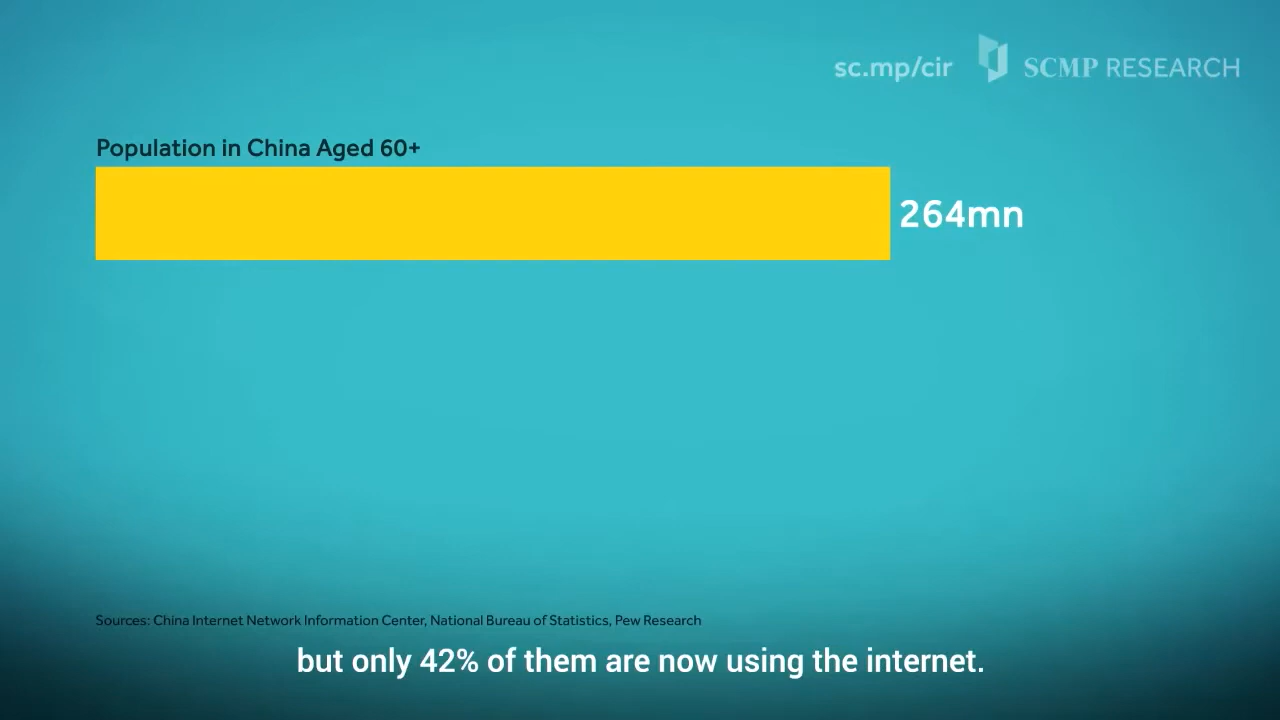 sc.mp/cir SCMP RESEARCH
Population in China Aged 60+
264mn
Sources: China Internet Network Information Center, National Bureau of Statistics, Pew Research
but only 42% of them are now using the internet.